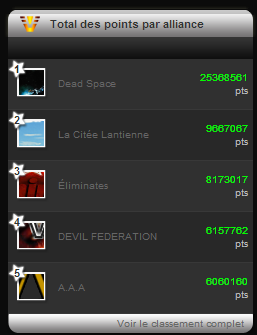 Total des points par alliance
1
Dead Space
25368561
pts
2
La Citée Lantienne
9667067
pts
3
Éliminates
8173017
pts
4
DEVIL FEDERATION
6157762
pts
5
A.A.A
6060160
pts
Voir le classement complet